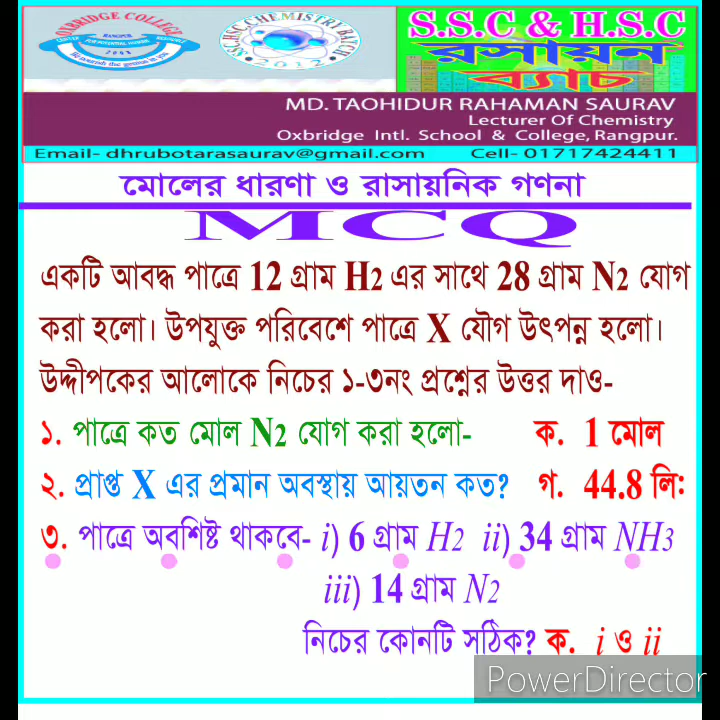 OXBRIDGE COLLEGE
RANGPUR
S.S.C & H.S.C
রসায়ন
ব্যাচ
MD. TAOHIDUR RAHAMAN SAURAV
Lecturer Of Chemistry
Oxbridge Intl. School & College, Rangpur.
Email- dhrubotarasaurav@gmail.com Cell- 01717424411
মোলের ধারণা ও রাসায়নিক গণনা
MCQ
একটি আবদ্ধ পাত্রে 12 গ্রাম H2 এর সাথে 28 গ্রাম N2 যোগ
করা হলো। উপযুক্ত পরিবেশে পাত্রে X যৌগ উৎপন্ন হলো।
উদ্দীপকের আলোকে নিচের ১-৩নং প্রশ্নের উত্তর দাও-
১. পাত্রে কত মোল N2 যোগ করা হলো- ক. 1 মোল
২. প্রাপ্ত X এর প্রমান অবস্থায় আয়তন কত? গ. 44.8 লি:
৩. পাত্রে অবশিষ্ট থাকবে- i) 6 গ্রাম H2 ii) 34 গ্রাম NH3
iii) 14 গ্রাম N2
নিচের কোনটি সঠিক? ক. i ও ii
PowerDirector